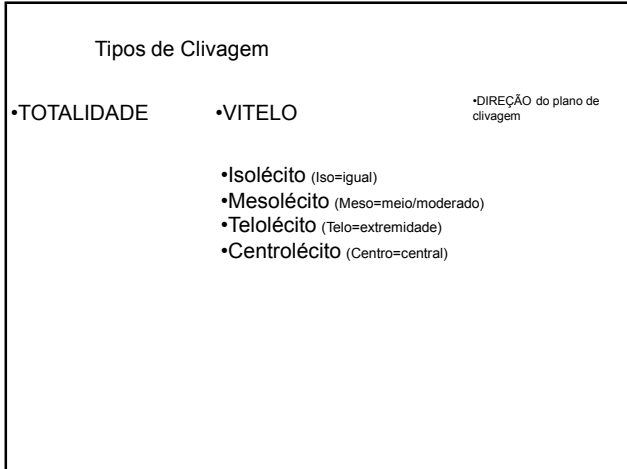 Tipos de Clivagem
•TOTALIDADE
•VITELO
•DIREÇÃO do plano de
clivagem
•Isolécito (Iso=igual)
•Mesolécito (Meso=meio/moderado)
•Telolécito (Telo=extremidade)
•Centrolécito (Centro=central)